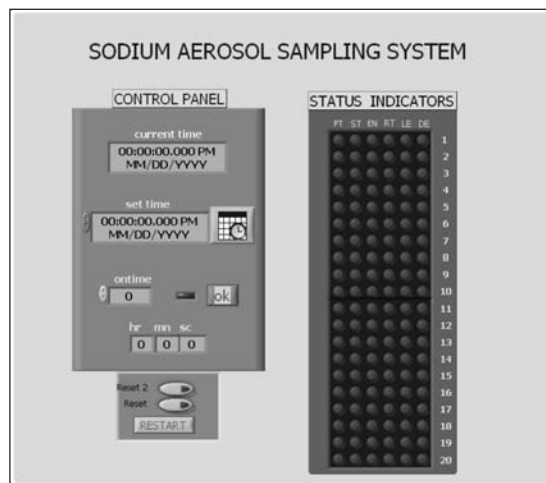 SODIUM AEROSOL SAMPLING SYSTEM
CONTROL PANEL
current time
00:00:00.000 PM
MM/DD/YYYY
set time
00:00:00.000 PM
MM/DD/YYYY
ontime
0
ok
hr mn sc
0 0 0
Reset 2
Reset
RESTART
STATUS INDICATORS
PT ST EN RT LE DE
1
2
3
4
5
6
7
8
9
10
11
12
13
14
15
16
17
18
19
20